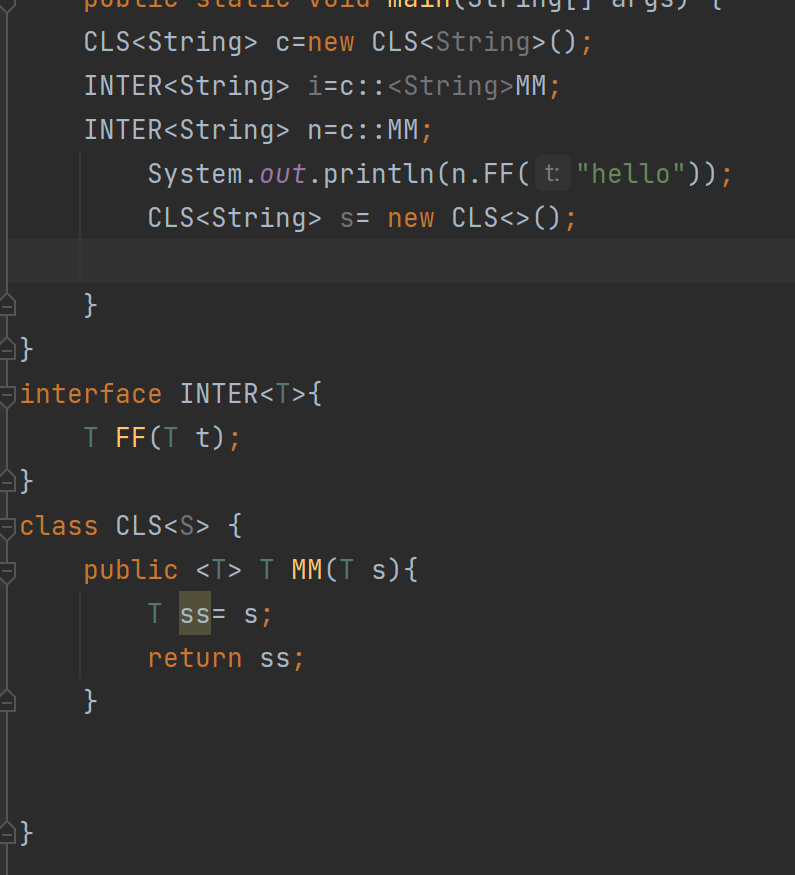 public static void main(String[] args) {
CLS<String> c=new CLS<String>();
INTER<String> i=c::<String>MM;
INTER<String> n=c::MM;
System.out.println(n.FF( t: "hello"));
CLS<String> s= new CLS<>();
}
}
interface INTER<T>{
T FF(T t);
}
class CLS<S> {
public <T> T MM(T s){
T ss= s;
return ss;
}
}